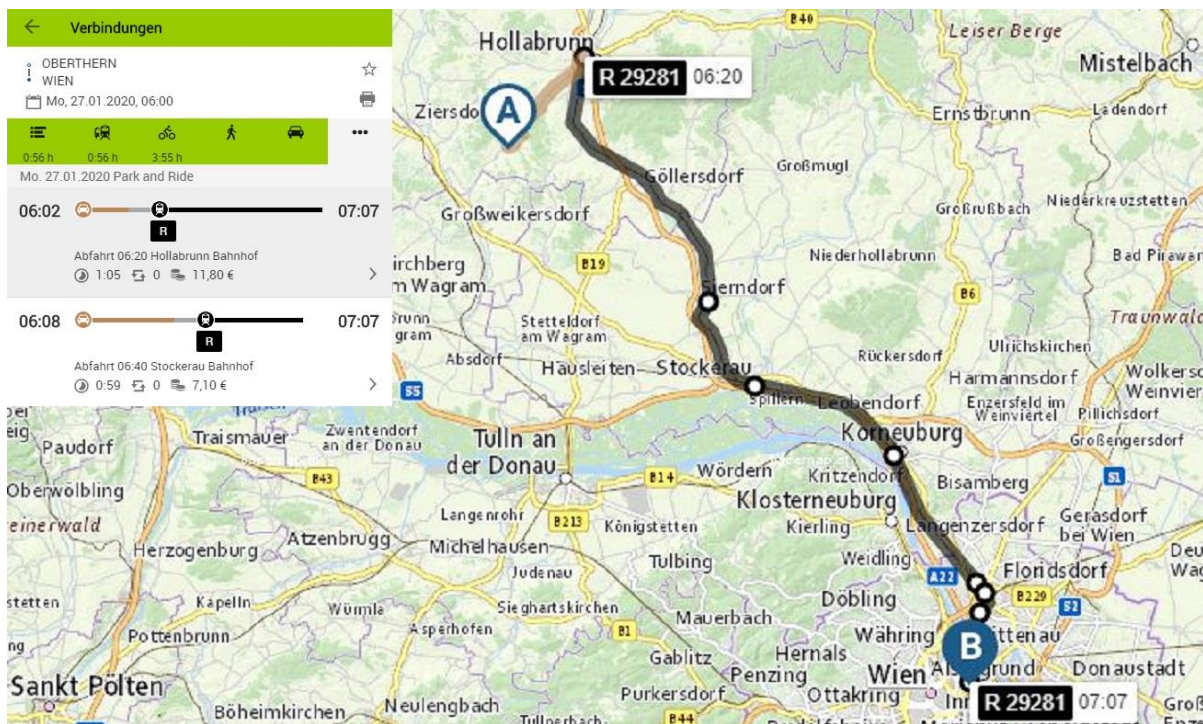 Verbindungen
OBERTHERN
WIEN
Mo, 27.01.2020, 06:00
0:56 h 0:56 h 3:55 h
Mo. 27.01.2020 Park and Ride
06:02 07:07
R
Abfahrt 06:20 Hollabrunn Bahnhof
1:05 0 11,80 €
06:08 07:07
R
Abfahrt 06:40 Stockerau Bahnhof
0:59 0 7,10 €
B40
Leiser Berge
Hollabrunn
Mistelbach
R 29281 06:20
A
Ziersdo
Ernstbrunn
Ladendorf
Großmugl
Göllersdorf
Großweikersdorf
Großrußbach
Niederkreuzstetten
Niederhollabrunn
Bad Pirawar
irchberg
m Wagram
B19
B6
Sierndorf
Traunwald
Stetteldorf
am Wagram
Ulrichskirchen
Absdorf
Hausleiten
Stockerau
Rückersdorf
Harmannsdorf
Wolkersd
Weinvier
S5
Spillern
Leobendorf
Enzersfeld im
Weinviertel
Pillichsdorf
Traismauer
Zwentendorf
an der Donau
Tulln an
der Donau
Korneuburg
Großengersdorf
Paudorf
B43
B14
Wördern
Kritzendorf
Bisamberg
S1
Oberwölbling
Klosterneuburg
Langenrohr
B213
Königstetten
Kierling
Langenzersdorf
Gerasdorf
bei Wien
einerwald
Herzogenburg
Atzenbrugg
Michelhausen
Tulbing
Weidling
A22
Floridsdorf
Judenau
Döbling
B229
S2
stetten
Kapelln
Würmla
Sieghartskirchen
Mauerbach
Währing
ittenau
Pottenbrunn
Asperhofen
B1
Gablitz
Hernals
B
Penzing
Wien
Donaustadt
Sankt Pölten
Purkersdorf
Ottakring
R 29281 07:07
Böheimkirchen
Neulengbach
B44